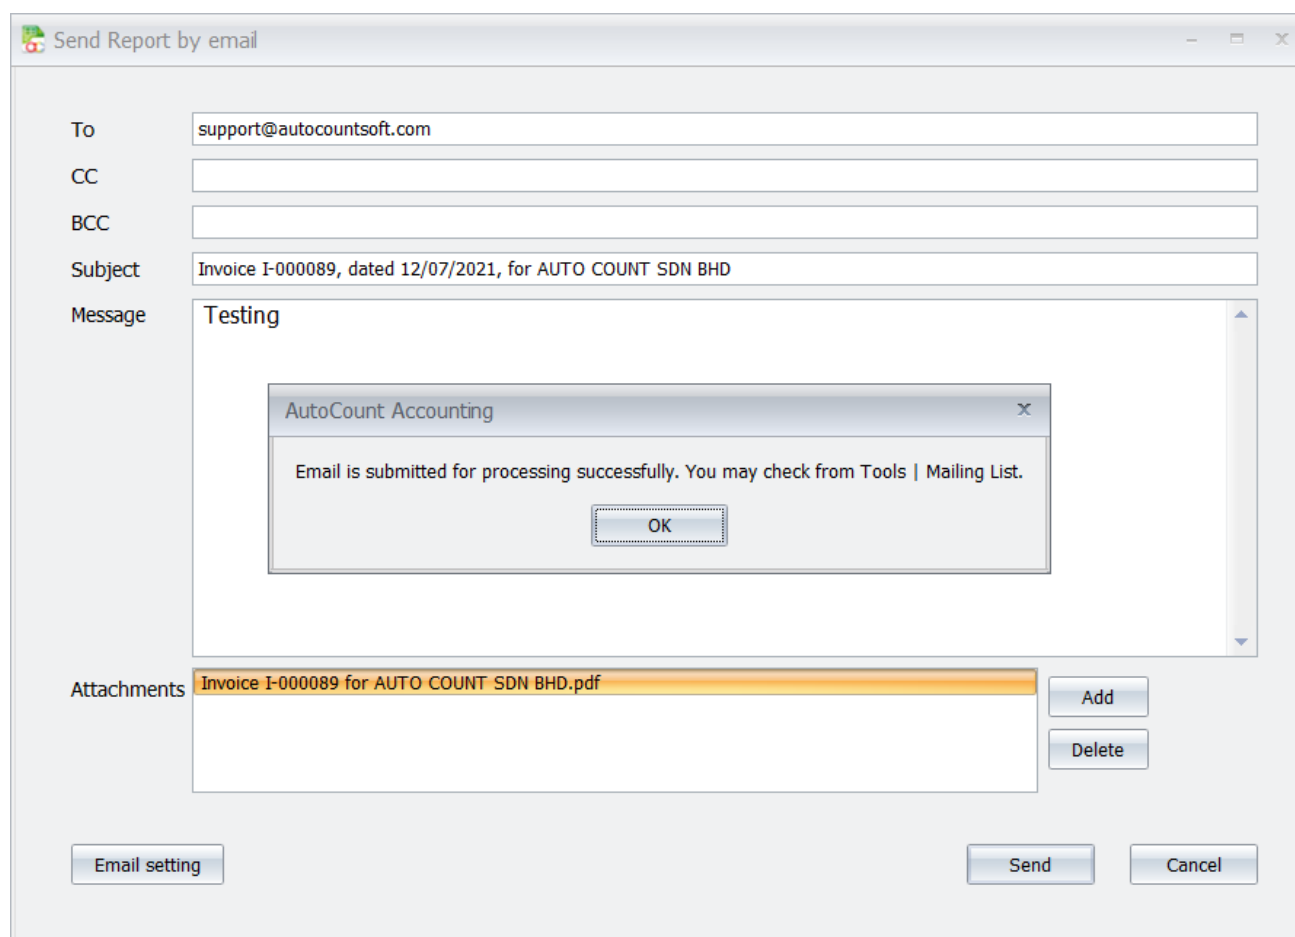 Send Report by email
To
support@autocountsoft.com
CC
BCC
Subject
Invoice I-000089, dated 12/07/2021, for AUTO COUNT SDN BHD
Message
Testing
AutoCount Accounting
Email is submitted for processing successfully. You may check from Tools | Mailing List.
OK
Attachments
Invoice I-000089 for AUTO COUNT SDN BHD.pdf
Add
Delete
Email setting
Send
Cancel